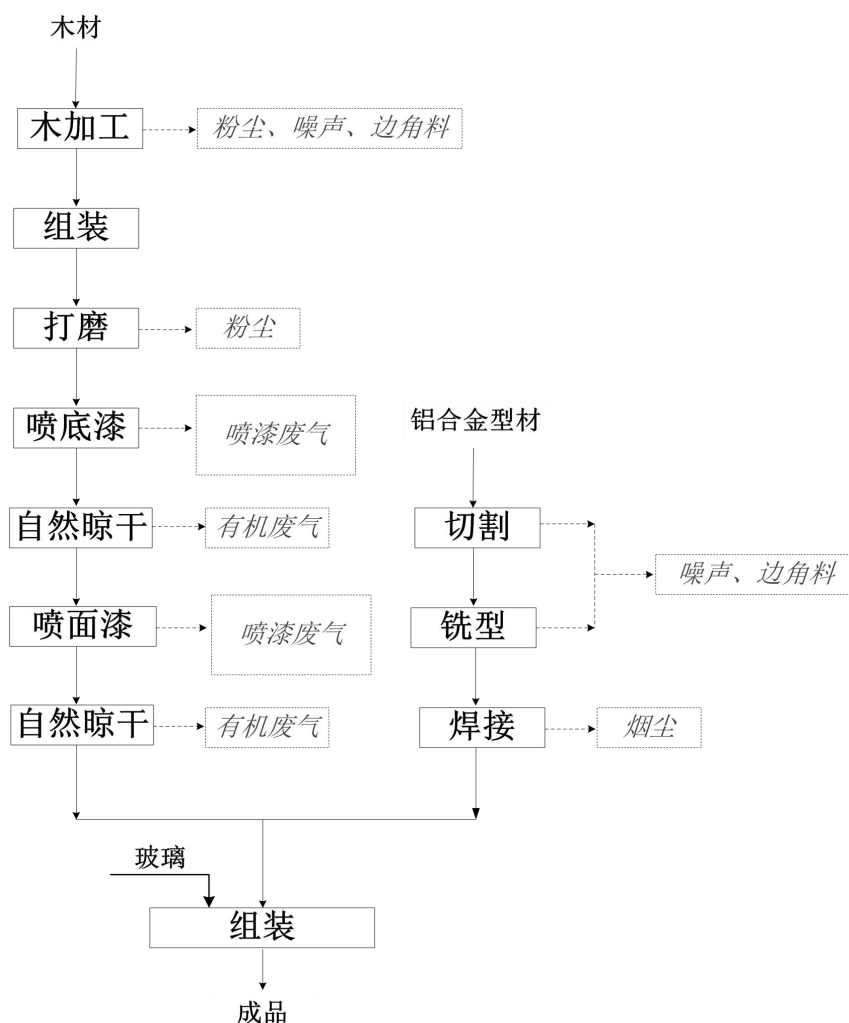 木材
木加工
粉尘、噪声、边角料
组装
打磨
粉尘
喷底漆
喷漆废气
铝合金型材
自然晾干
有机废气
切割
噪声、边角料
喷面漆
喷漆废气
铣型
自然晾干
有机废气
焊接
烟尘
玻璃
组装
成品